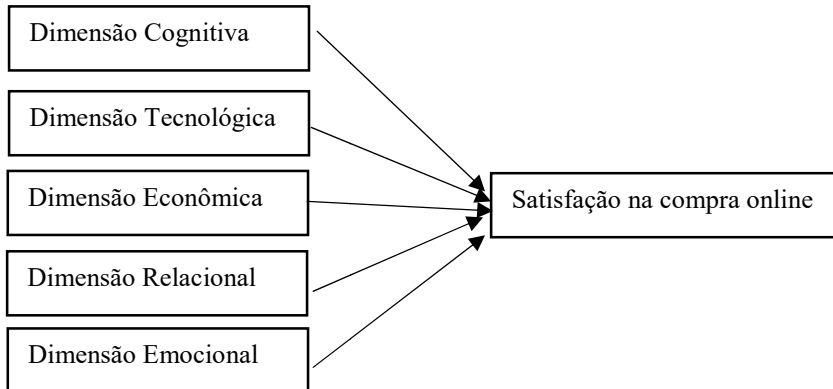 Dimensão Cognitiva
Dimensão Tecnológica
Dimensão Econômica
Satisfação na compra online
Dimensão Relacional
Dimensão Emocional